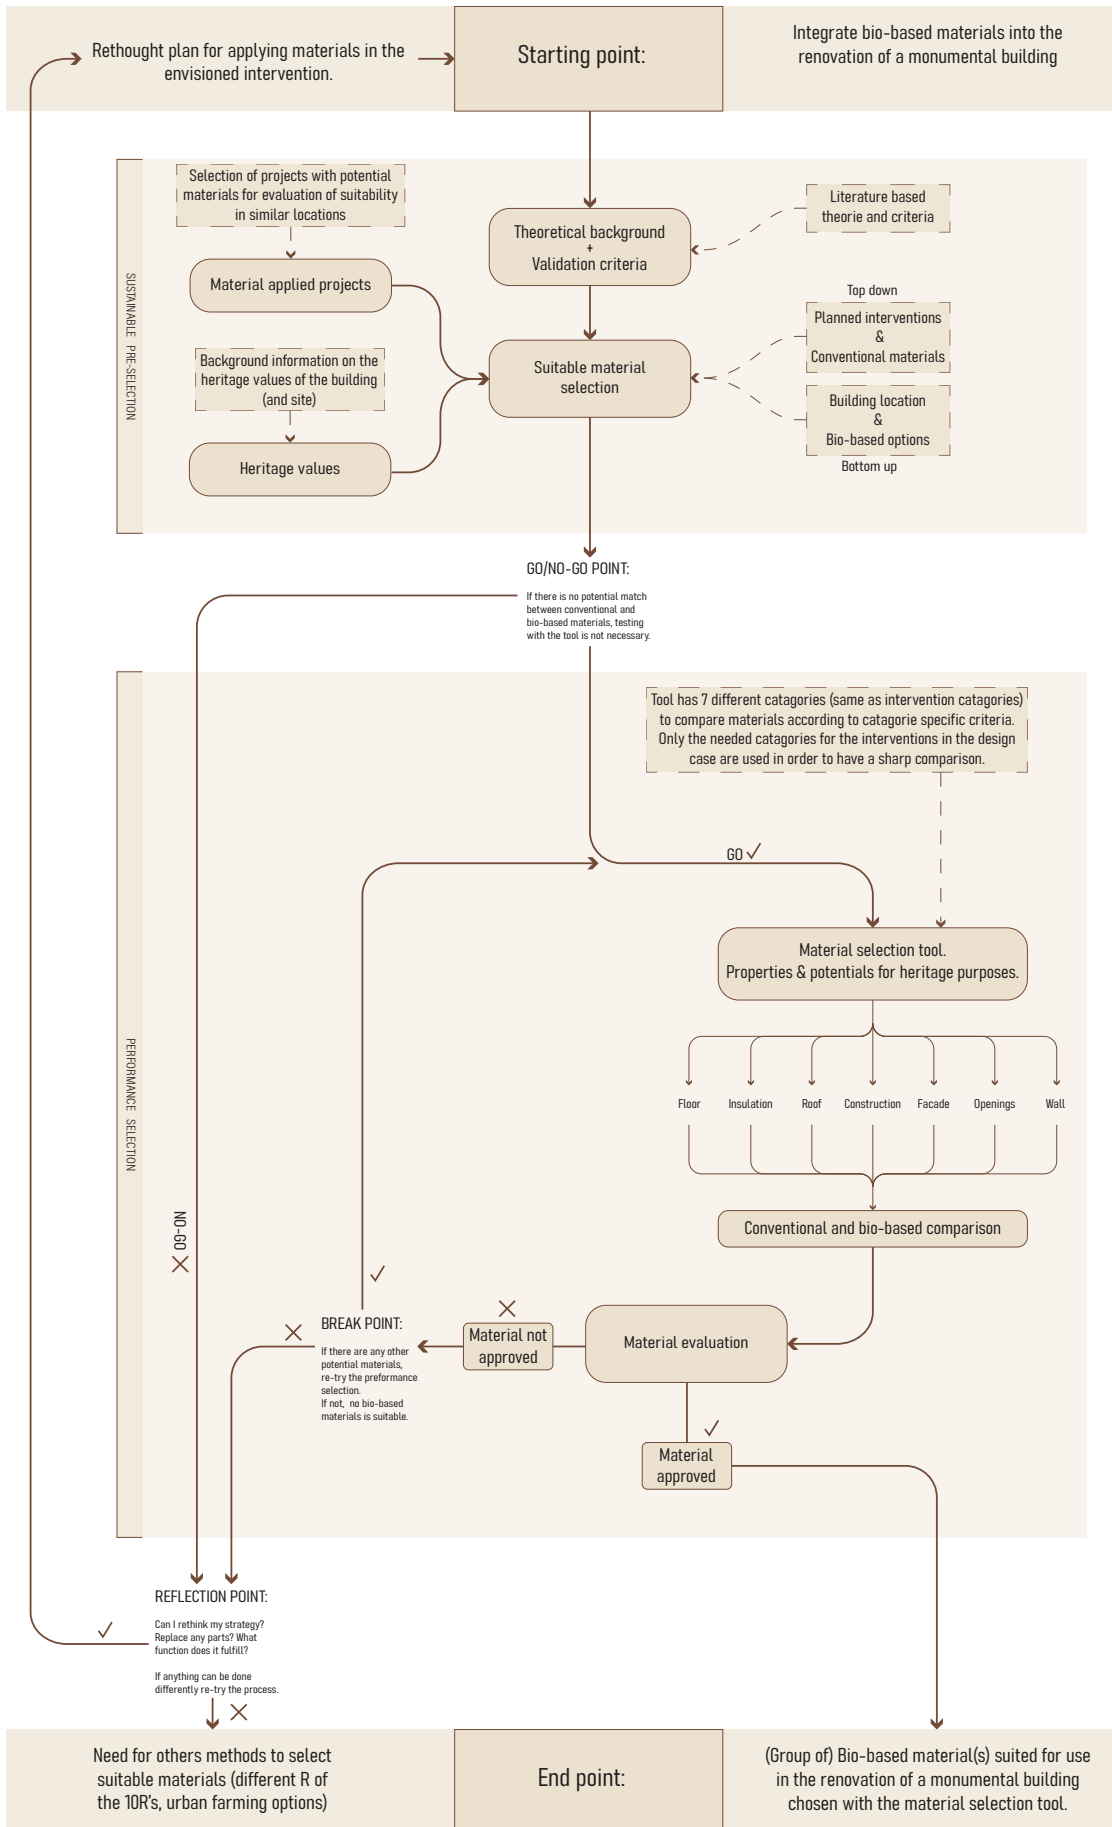 Rethought plan for applying materials in the
envisioned intervention.
Starting point:
Integrate bio-based materials into the
renovation of a monumental building
SUSTAINABLE PRE-SELECTION
Selection of projects with potential
materials for evaluation of suitability
in similar locations
Material applied projects
Background information on the
heritage values of the building
(and site)
Heritage values
Theoretical background
+
Validation criteria
Suitable material
selection
Literature based
theorie and criteria
Top down
Planned interventions
&
Conventional materials
Building location
&
Bio-based options
Bottom up
GO/NO-GO POINT:
If there is no potential match
between conventional and
bio-based materials, testing
with the tool is not necessary.
PERFORMANCE SELECTION
Tool has 7 different catagories (same as intervention catagories)
to compare materials according to catagorie specific criteria.
Only the needed catagories for the interventions in the design
case are used in order to have a sharp comparison.
GO
Material selection tool.
Properties & potentials for heritage purposes.
Floor
Insulation
Roof
Construction
Facade
Openings
Wall
Conventional and bio-based comparison
NO-GO
Material evaluation
Material not
approved
BREAK POINT:
If there are any other
potential materials,
re-try the preformance
selection.
If not, no bio-based
materials is suitable.
Material
approved
REFLECTION POINT:
Can I rethink my strategy?
Replace any parts? What
function does it fulfill?
If anything can be done
differently re-try the process.
Need for others methods to select
suitable materials (different R of
the 10R's, urban farming options)
End point:
(Group of) Bio-based material(s) suited for use
in the renovation of a monumental building
chosen with the material selection tool.